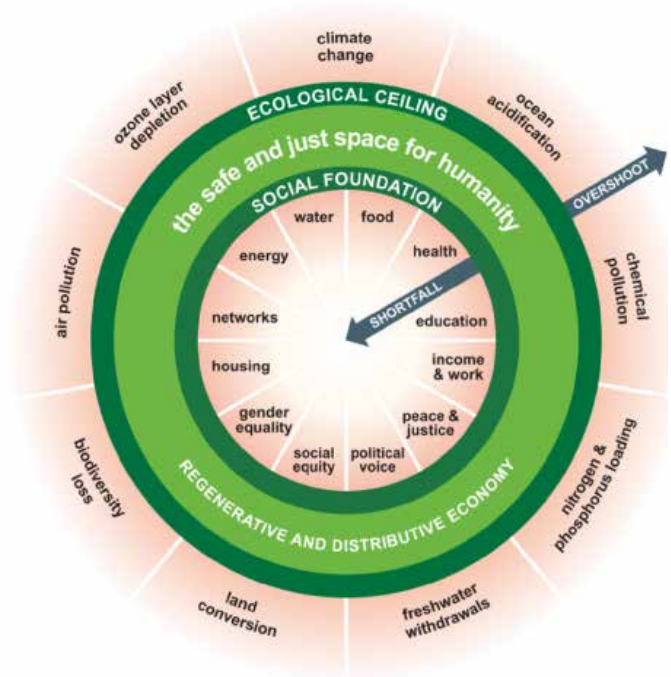 climate
change
ocean
acidification
ozone layer
depletion
ECOLOGICAL CEILING
the safe and just space for humanity
SOCIAL FOUNDATION
OVERSHOOT
water
food
energy
health
SHORTFALL
chemical
pollution
air pollution
networks
education
housing
income
& work
gender
equality
peace &
justice
social
equity
political
voice
biodiversity
loss
REGENERATIVE AND DISTRIBUTIVE ECONOMY
nitrogen &
phosphorus loading
land
conversion
freshwater
withdrawals